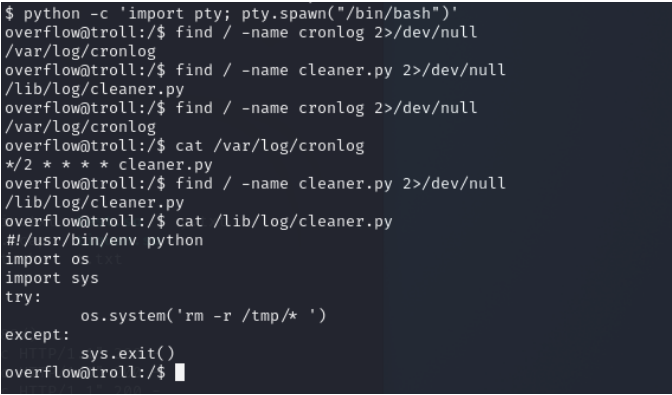 $ python -c 'import pty; pty.spawn("/bin/bash")'
overflow@troll:/$ find / -name cronlog 2>/dev/null
/var/log/cronlog
overflow@troll:/$ find / -name cleaner.py 2>/dev/null
/lib/log/cleaner.py
overflow@troll:/$ find / -name cronlog 2>/dev/null
/var/log/cronlog
overflow@troll:/$ cat /var/log/cronlog
*/2 * * * * cleaner.py
overflow@troll:/$ find / -name cleaner.py 2>/dev/null
/lib/log/cleaner.py
overflow@troll:/$ cat /lib/log/cleaner.py
#!/usr/bin/env python
import os
import sys
try:
        os.system('rm -r /tmp/* ')
except:
        sys.exit()
overflow@troll:/$